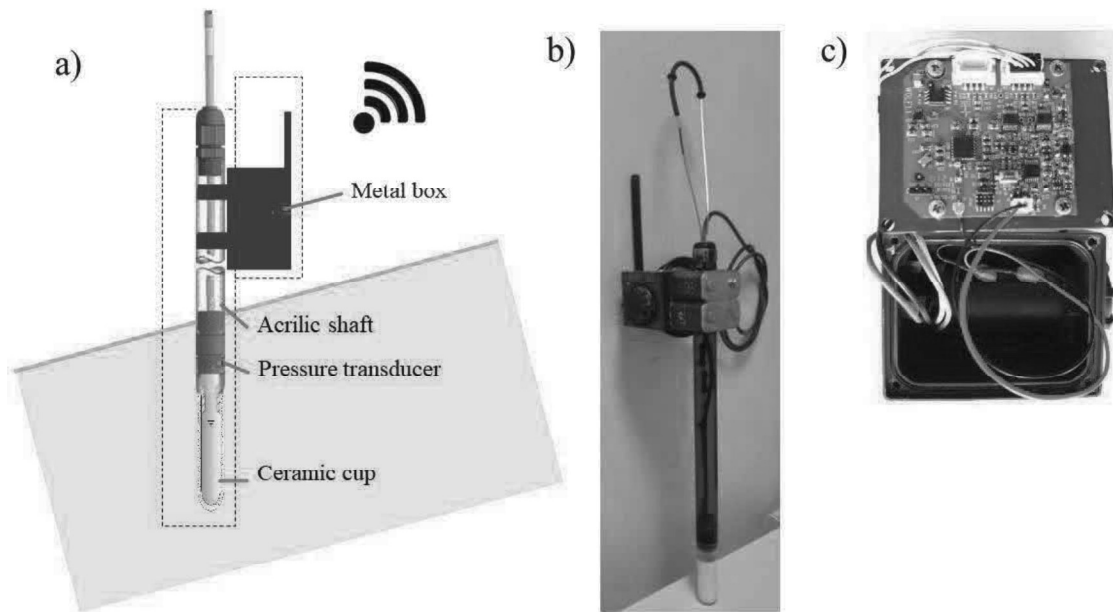 a)
b)
c)
Metal box
Acrilic shaft
Pressure transducer
Ceramic cup